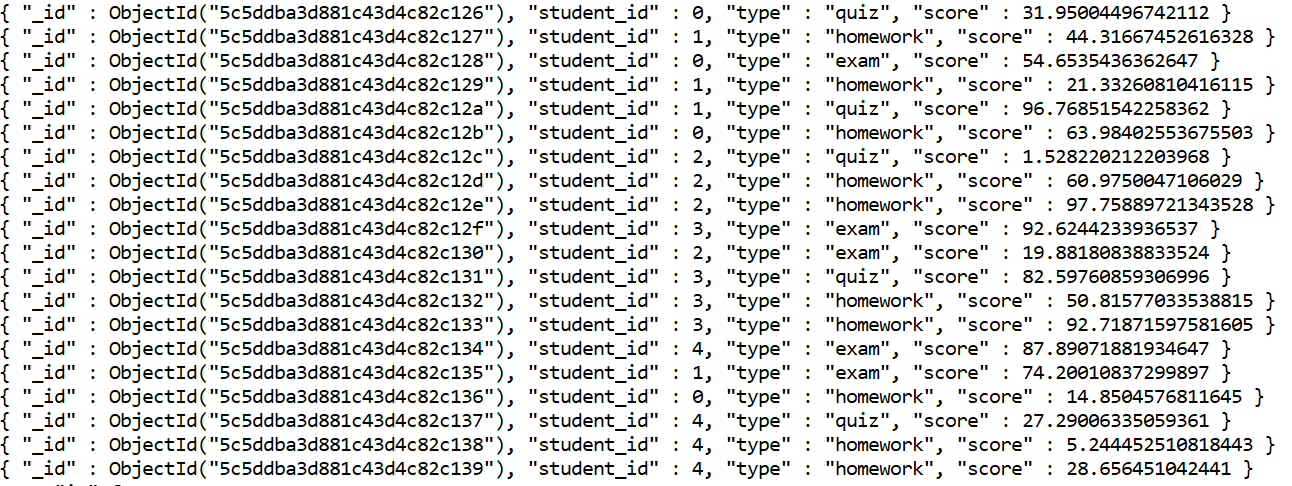 { "_id" : ObjectId("5c5ddba3d881c43d4c82c126"), "student_id" : 0, "type" : "quiz", "score" : 31.95004496742112 }
{ "_id" : ObjectId("5c5ddba3d881c43d4c82c127"), "student_id" : 1, "type" : "homework", "score" : 44.31667452616328 }
{ "_id" : ObjectId("5c5ddba3d881c43d4c82c128"), "student_id" : 0, "type" : "exam", "score" : 54.6535436362647 }
{ "_id" : ObjectId("5c5ddba3d881c43d4c82c129"), "student_id" : 1, "type" : "homework", "score" : 21.33260810416115 }
{ "_id" : ObjectId("5c5ddba3d881c43d4c82c12a"), "student_id" : 1, "type" : "quiz", "score" : 96.76851542258362 }
{ "_id" : ObjectId("5c5ddba3d881c43d4c82c12b"), "student_id" : 0, "type" : "homework", "score" : 63.98402553675503 }
{ "_id" : ObjectId("5c5ddba3d881c43d4c82c12c"), "student_id" : 2, "type" : "quiz", "score" : 1.528220212203968 }
{ "_id" : ObjectId("5c5ddba3d881c43d4c82c12d"), "student_id" : 2, "type" : "homework", "score" : 60.9750047106029 }
{ "_id" : ObjectId("5c5ddba3d881c43d4c82c12e"), "student_id" : 2, "type" : "homework", "score" : 97.75889721343528 }
{ "_id" : ObjectId("5c5ddba3d881c43d4c82c12f"), "student_id" : 3, "type" : "exam", "score" : 92.6244233936537 }
{ "_id" : ObjectId("5c5ddba3d881c43d4c82c130"), "student_id" : 2, "type" : "exam", "score" : 19.88180838833524 }
{ "_id" : ObjectId("5c5ddba3d881c43d4c82c131"), "student_id" : 3, "type" : "quiz", "score" : 82.59760859306996 }
{ "_id" : ObjectId("5c5ddba3d881c43d4c82c132"), "student_id" : 3, "type" : "homework", "score" : 50.81577033538815 }
{ "_id" : ObjectId("5c5ddba3d881c43d4c82c133"), "student_id" : 3, "type" : "homework", "score" : 92.71871597581605 }
{ "_id" : ObjectId("5c5ddba3d881c43d4c82c134"), "student_id" : 4, "type" : "exam", "score" : 87.89071881934647 }
{ "_id" : ObjectId("5c5ddba3d881c43d4c82c135"), "student_id" : 1, "type" : "exam", "score" : 74.20010837299897 }
{ "_id" : ObjectId("5c5ddba3d881c43d4c82c136"), "student_id" : 0, "type" : "homework", "score" : 14.8504576811645 }
{ "_id" : ObjectId("5c5ddba3d881c43d4c82c137"), "student_id" : 4, "type" : "quiz", "score" : 27.29006335059361 }
{ "_id" : ObjectId("5c5ddba3d881c43d4c82c138"), "student_id" : 4, "type" : "homework", "score" : 5.244452510818443 }
{ "_id" : ObjectId("5c5ddba3d881c43d4c82c139"), "student_id" : 4, "type" : "homework", "score" : 28.656451042441 }